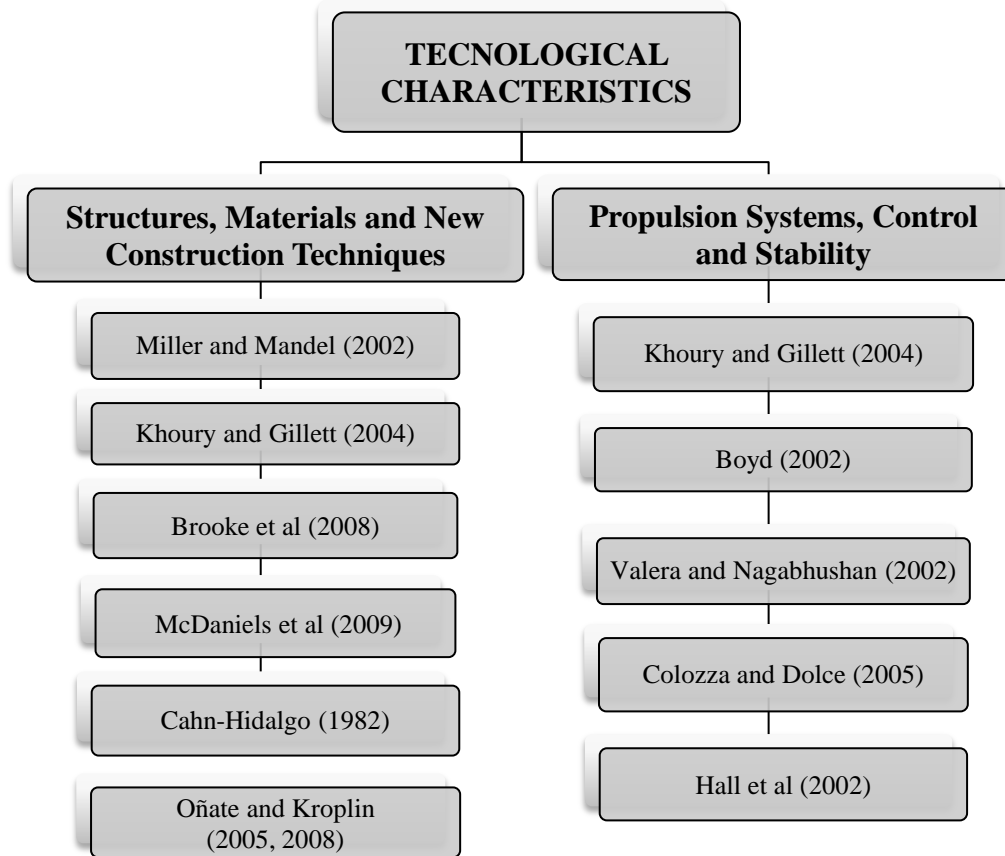 TECNOLOGICAL
CHARACTERISTICS
Structures, Materials and New
Construction Techniques
Miller and Mandel (2002)
Khoury and Gillett (2004)
Brooke et al (2008)
McDaniels et al (2009)
Cahn-Hidalgo (1982)
Oñate and Kroplin
(2005, 2008)
Propulsion Systems, Control
and Stability
Khoury and Gillett (2004)
Boyd (2002)
Valera and Nagabhushan (2002)
Colozza and Dolce (2005)
Hall et al (2002)